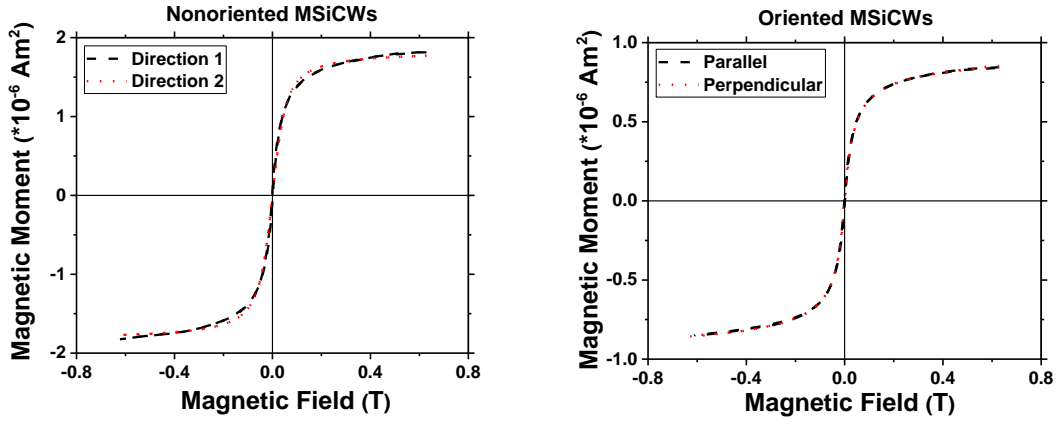 Nonoriented MSiCWs
Direction 1
Direction 2
Magnetic Moment (*10⁻⁶ Am²)
2
1
0
-1
-2
-0.8
-0.4
0.0
0.4
0.8
Magnetic Field (T)
Oriented MSiCWs
Parallel
Perpendicular
Magnetic Moment (*10⁻⁶ Am²)
1.0
0.5
0.0
-0.5
-1.0
-0.8
-0.4
0.0
0.4
0.8
Magnetic Field (T)